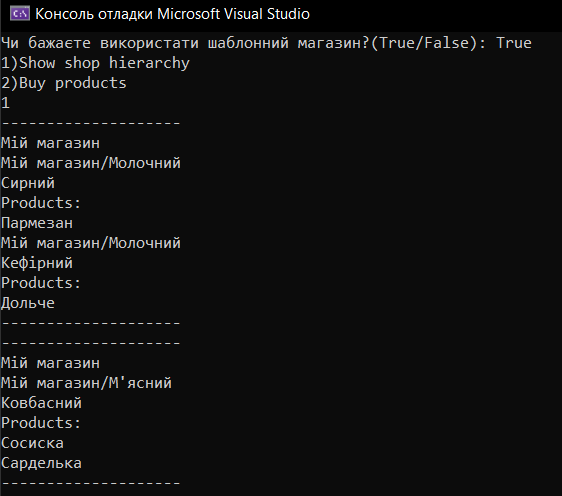 Консоль отладки Microsoft Visual Studio
Чи бажаєте використати шаблонний магазин?(True/False): True
1)Show shop hierarchy
2)Buy products
1
--------------------
Мій магазин
Мій магазин/Молочний
Сирний
Products:
Пармезан
Мій магазин/Молочний
Кефірний
Products:
Дольче
--------------------
--------------------
Мій магазин
Мій магазин/М'ясний
Ковбасний
Products:
Сосиска
Сарделька
--------------------